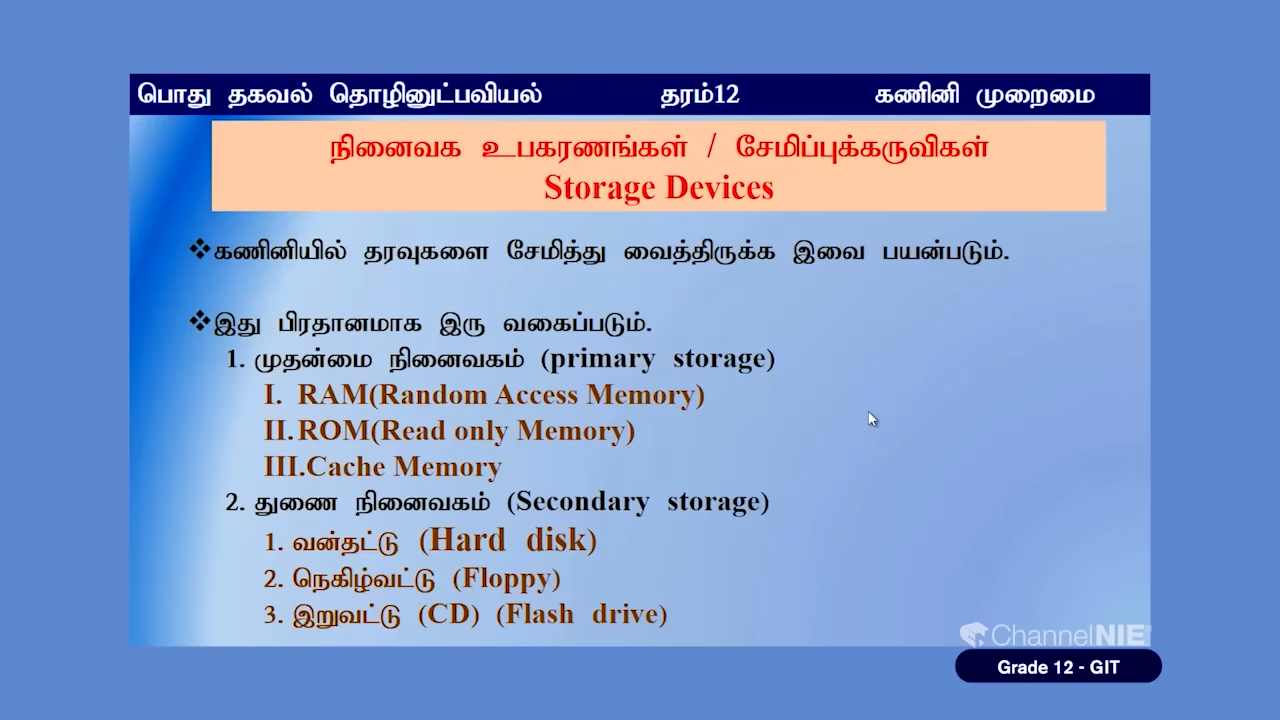 பொது தகவல் தொழினுட்பவியல் தரம்12 கணினி முறைமை
நினைவக உபகரணங்கள் / சேமிப்புக்கருவிகள்
Storage Devices
❖கணினியில் தரவுகளை சேமித்து வைத்திருக்க இவை பயன்படும்.
❖இது பிரதானமாக இரு வகைப்படும்.
1. முதன்மை நினைவகம் (primary storage)
I. RAM(Random Access Memory)
II.ROM(Read only Memory)
III.Cache Memory
2. துணை நினைவகம் (Secondary storage)
1. வன்தட்டு (Hard disk)
2. நெகிழ்வட்டு (Floppy)
3. இறுவட்டு (CD) (Flash drive)
ChannelNIE
Grade 12 - GIT